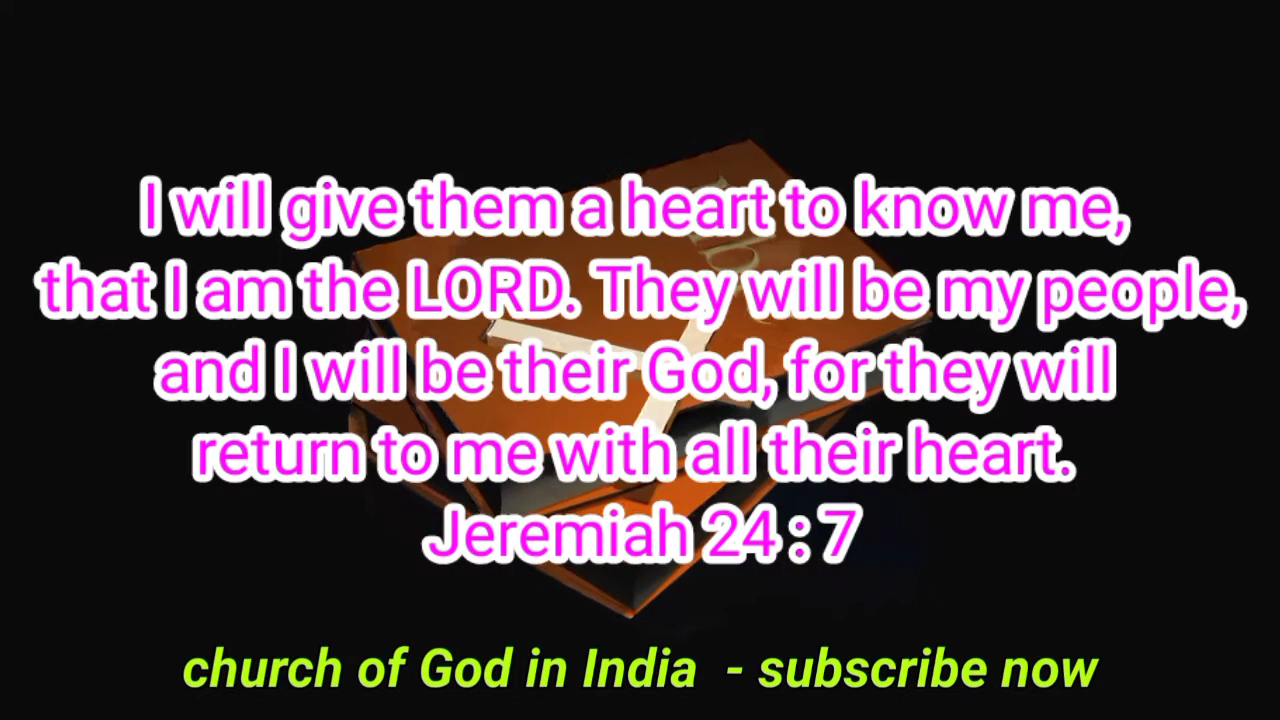 I will give them a heart to know me,
that I am the LORD. They will be my people,
and I will be their God, for they will
return to me with all their heart.
Jeremiah 24 : 7
church of God in India - subscribe now